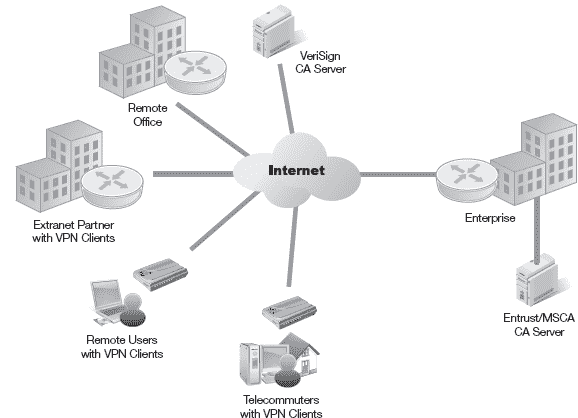 VeriSign
CA Server
Remote
Office
Internet
Extranet Partner
with VPN Clients
Enterprise
Remote Users
with VPN Clients
Entrust/MSCA
CA Server
Telecommuters
with VPN Clients